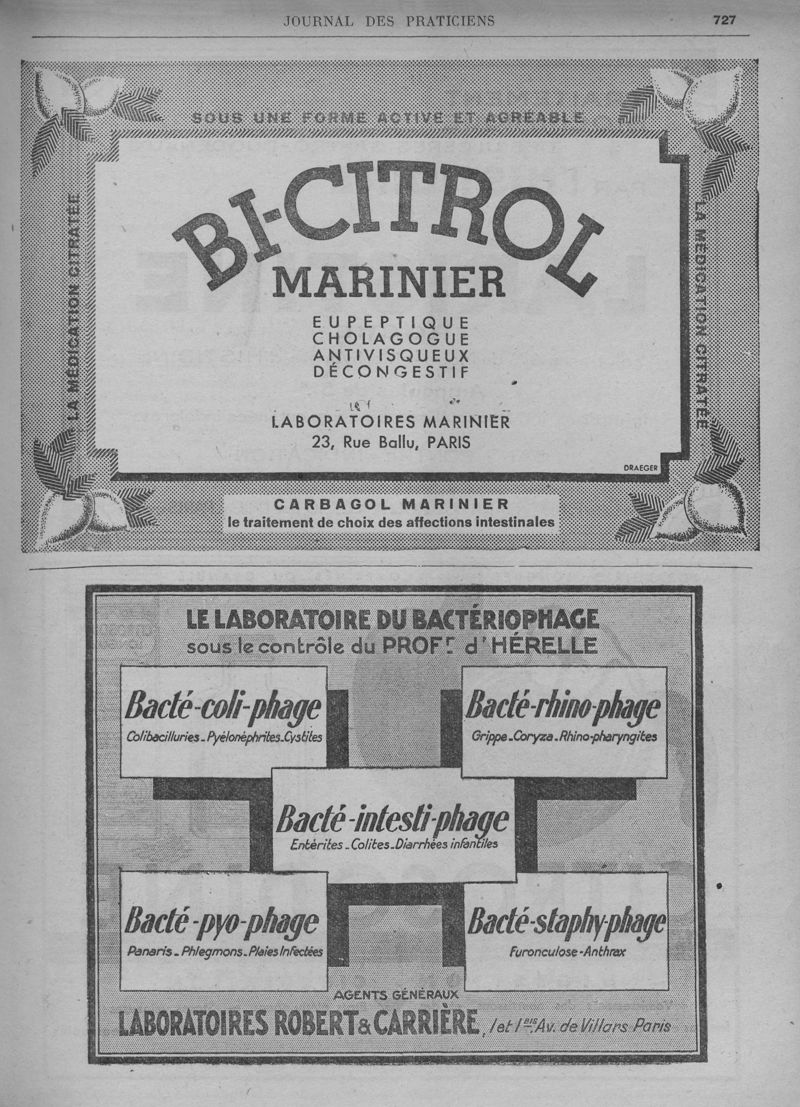 JOURNAL DES PRATICIENS 727
SOUS UNE FORME ACTIVE ET AGRÉABLE
LA MÉDICATION CITRATÉE
BI-CITROL
MARINIER
EUPEPTIQUE
CHOLAGOGUE
ANTIVISQUEUX
DÉCONGESTIF
LABORATOIRES MARINIER
23, Rue Ballu, PARIS
DRAEGER
LA MÉDICATION CITRATÉE
CARBAGOL MARINIER
le traitement de choix des affections intestinales
LE LABORATOIRE DU BACTÉRIOPHAGE
sous le contrôle du PROFr d'HÉRELLE
Bacté-coli-phage
Colibacilluries-Pyélonéphrites-Cystites
Bacté-rhino-phage
Grippe-Coryza-Rhino-pharyngites
Bacté-intesti-phage
Entérites-Colites-Diarrhées infantiles
Bacté-pyo-phage
Panaris-Phlegmons-Plaies Infectées
Bacté-staphy-phage
Furonculose-Anthrax
AGENTS GÉNÉRAUX
LABORATOIRES ROBERT & CARRIÈRE, 1 et 1bis, Av. de Villars Paris